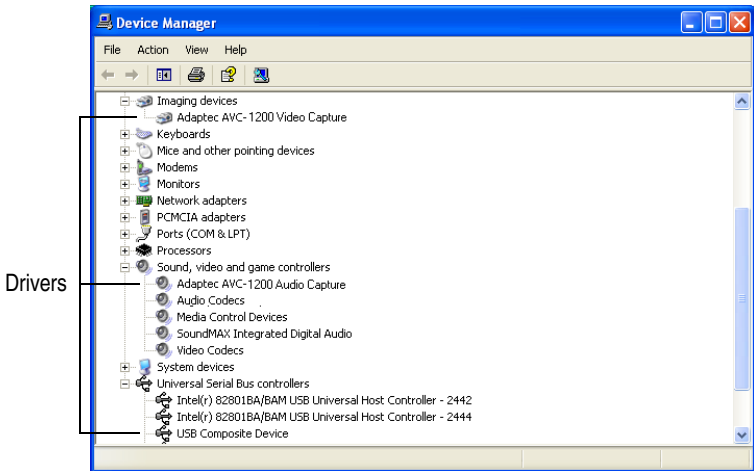 Device Manager
File Action View Help
Imaging devices
Adaptec AVC-1200 Video Capture
Keyboards
Mice and other pointing devices
Modems
Monitors
Network adapters
PCMCIA adapters
Ports (COM & LPT)
Processors
Sound, video and game controllers
Drivers
Adaptec AVC-1200 Audio Capture
Audio Codecs
Media Control Devices
SoundMAX Integrated Digital Audio
Video Codecs
System devices
Universal Serial Bus controllers
Intel(r) 82801BA/BAM USB Universal Host Controller - 2442
Intel(r) 82801BA/BAM USB Universal Host Controller - 2444
USB Composite Device